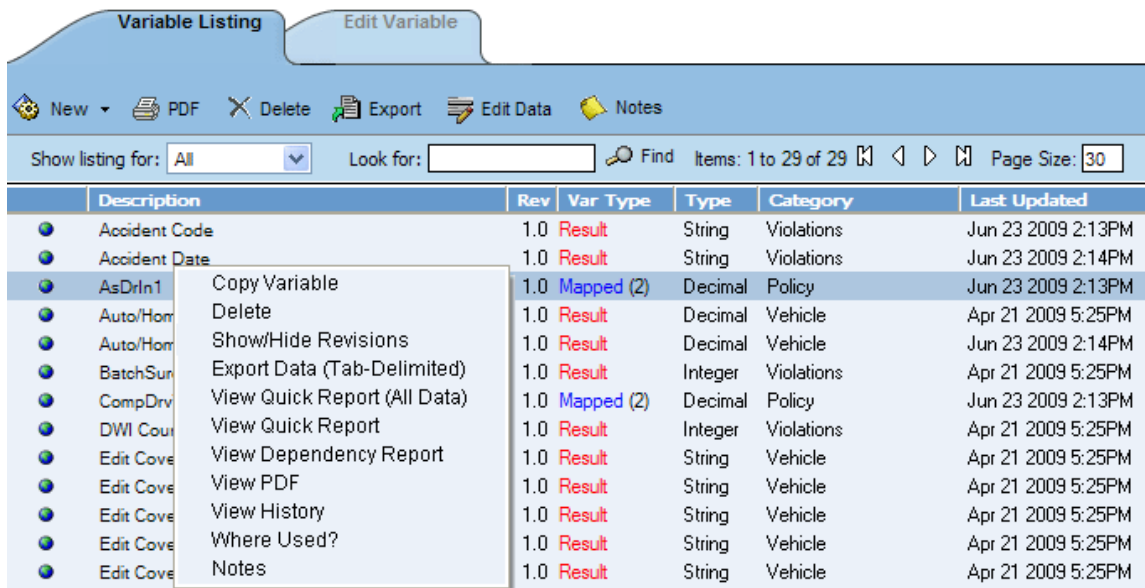 Variable Listing Edit Variable
New PDF Delete Export Edit Data Notes
Show listing for: All Look for: Find Items: 1 to 29 of 29 Page Size: 30
Description Rev Var Type Type Category Last Updated
Accident Code 1.0 Result String Violations Jun 23 2009 2:13PM
Accident Date 1.0 Result String Violations Jun 23 2009 2:14PM
AsDrIn1 1.0 Mapped (2) Decimal Policy Jun 23 2009 2:13PM
Auto/Hom 1.0 Result Decimal Vehicle Apr 21 2009 5:25PM
Auto/Hom 1.0 Result Decimal Vehicle Jun 23 2009 2:14PM
BatchSur 1.0 Result Integer Violations Apr 21 2009 5:25PM
CompDrv 1.0 Mapped (2) Decimal Policy Jun 23 2009 2:13PM
DWI Cour 1.0 Result Integer Violations Apr 21 2009 5:25PM
Edit Cove 1.0 Result String Vehicle Apr 21 2009 5:25PM
Edit Cove 1.0 Result String Vehicle Apr 21 2009 5:25PM
Edit Cove 1.0 Result String Vehicle Apr 21 2009 5:25PM
Edit Cove 1.0 Result String Vehicle Apr 21 2009 5:25PM
Edit Cove 1.0 Result String Vehicle Apr 21 2009 5:25PM
Copy Variable
Delete
Show/Hide Revisions
Export Data (Tab-Delimited)
View Quick Report (All Data)
View Quick Report
View Dependency Report
View PDF
View History
Where Used?
Notes